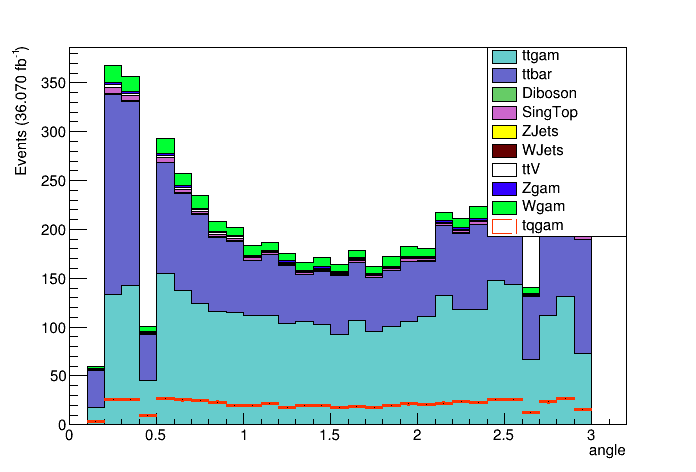 Events (36.070 fb-1)
350
300
250
200
150
100
50
0
0 0.5 1 1.5 2 2.5 3
angle
ttgam
ttbar
Diboson
SingTop
ZJets
WJets
ttV
Zgam
Wgam
tqgam